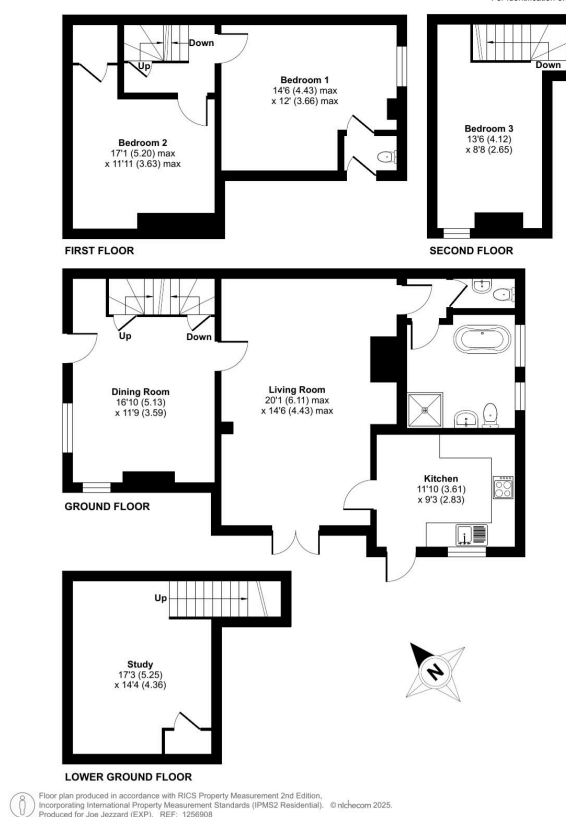 Down
Up
Bedroom 1
14'6 (4.43) max
x 12' (3.66) max
Bedroom 2
17'1 (5.20) max
x 11'11 (3.63) max
FIRST FLOOR
Down
Bedroom 3
13'6 (4.12)
x 8'8 (2.65)
SECOND FLOOR
Up
Down
Dining Room
16'10 (5.13)
x 11'9 (3.59)
Living Room
20'1 (6.11) max
x 14'6 (4.43) max
Kitchen
11'10 (3.61)
x 9'3 (2.83)
GROUND FLOOR
Up
Study
17'3 (5.25)
x 14'4 (4.36)
N
LOWER GROUND FLOOR
Floor plan produced in accordance with RICS Property Measurement 2nd Edition,
Incorporating International Property Measurement Standards (IPMS2 Residential). © nichecom 2025.
Produced for Joe Jezzard (EXP). REF: 1256908